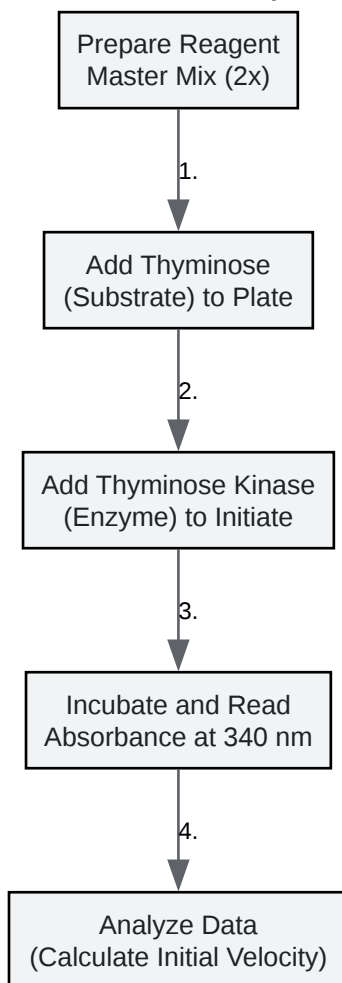 Prepare Reagent
Master Mix (2x)
1.
Add Thyminose
(Substrate) to Plate
2.
Add Thyminose Kinase
(Enzyme) to Initiate
3.
Incubate and Read
Absorbance at 340 nm
4.
Analyze Data
(Calculate Initial Velocity)